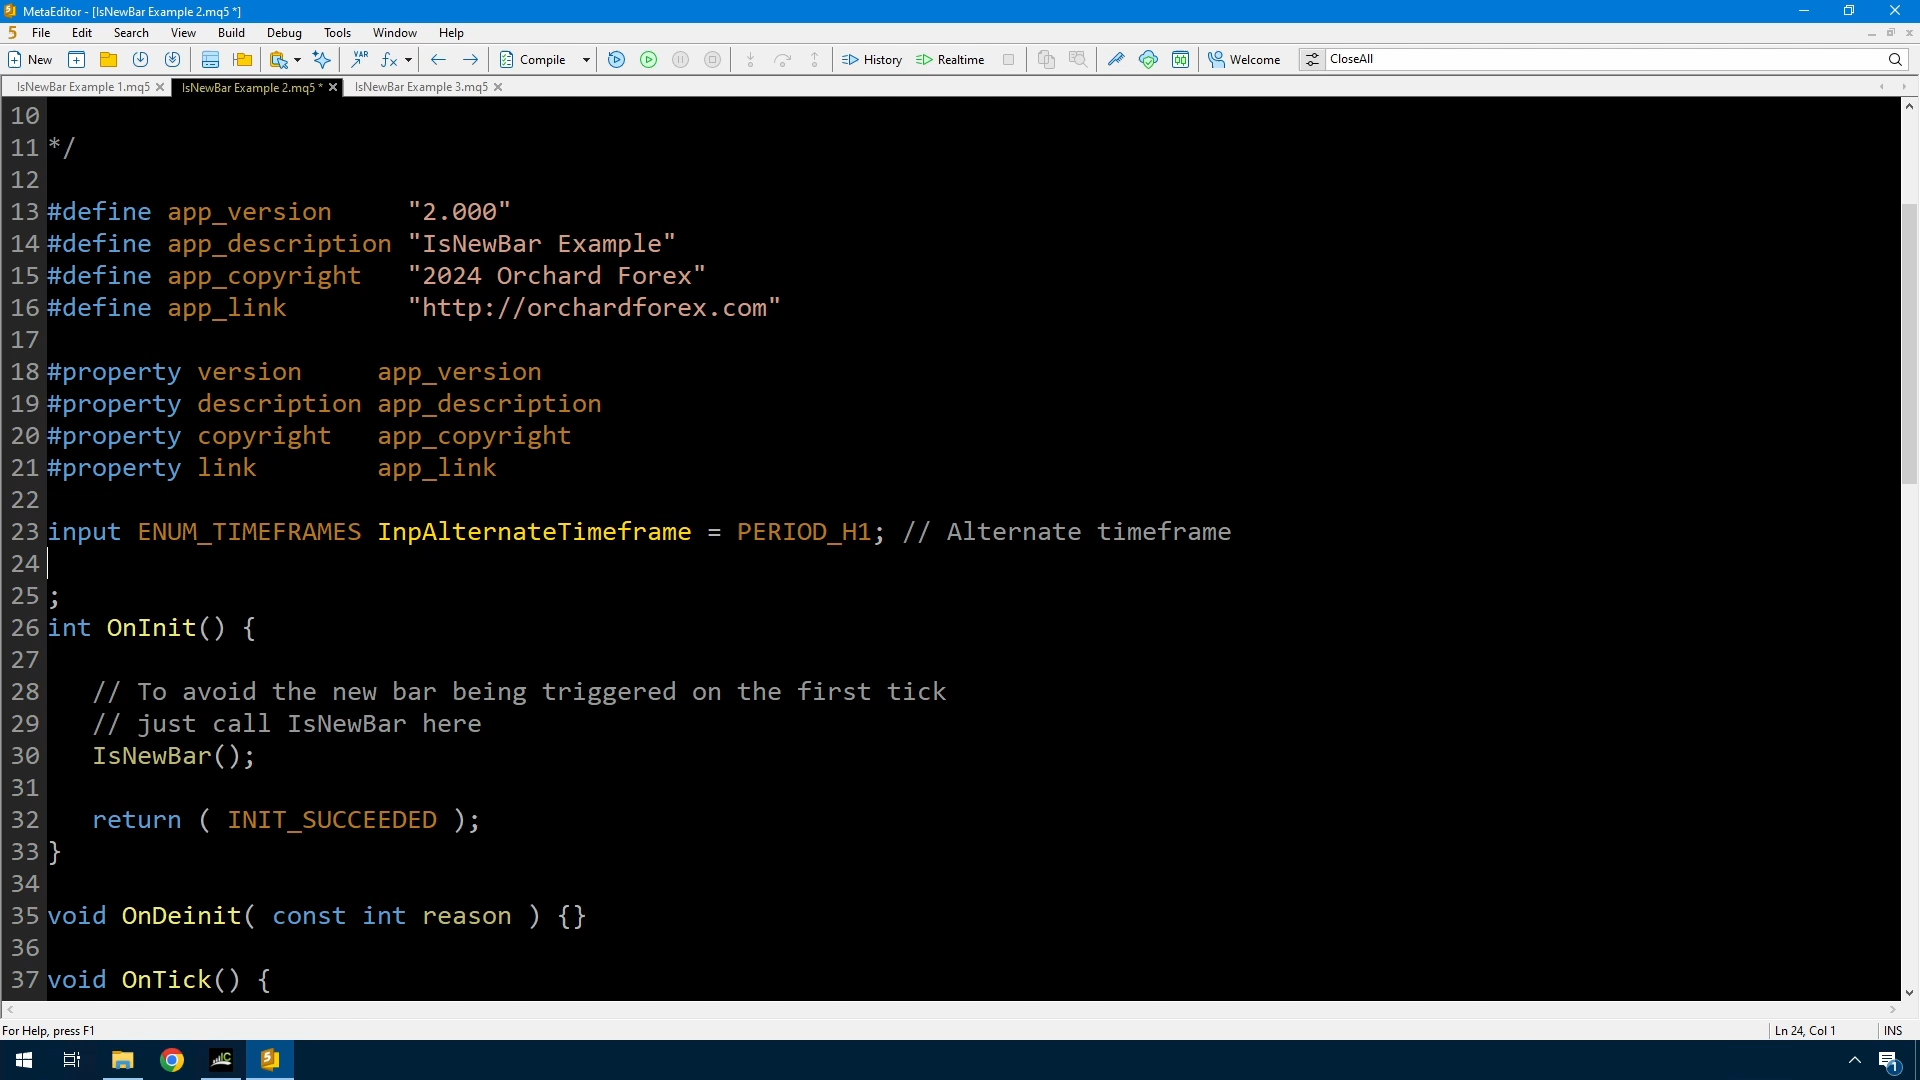 MetaEditor - [IsNewBar Example 2.mq5 *]
5 File Edit Search View Build Debug Tools Window Help
New VAR fx Compile History Realtime Welcome CloseAll
IsNewBar Example 1.mq5 IsNewBar Example 2.mq5 * IsNewBar Example 3.mq5
10
11 */
12
13 #define app_version "2.000"
14 #define app_description "IsNewBar Example"
15 #define app_copyright "2024 Orchard Forex"
16 #define app_link "http://orchardforex.com"
17
18 #property version app_version
19 #property description app_description
20 #property copyright app_copyright
21 #property link app_link
22
23 input ENUM_TIMEFRAMES InpAlternateTimeframe = PERIOD_H1; // Alternate timeframe
24
25 ;
26 int OnInit() {
27
28 // To avoid the new bar being triggered on the first tick
29 // just call IsNewBar here
30 IsNewBar();
31
32 return ( INIT_SUCCEEDED );
33 }
34
35 void OnDeinit( const int reason ) {}
36
37 void OnTick() {
For Help, press F1 Ln 24, Col 1 INS
5 1